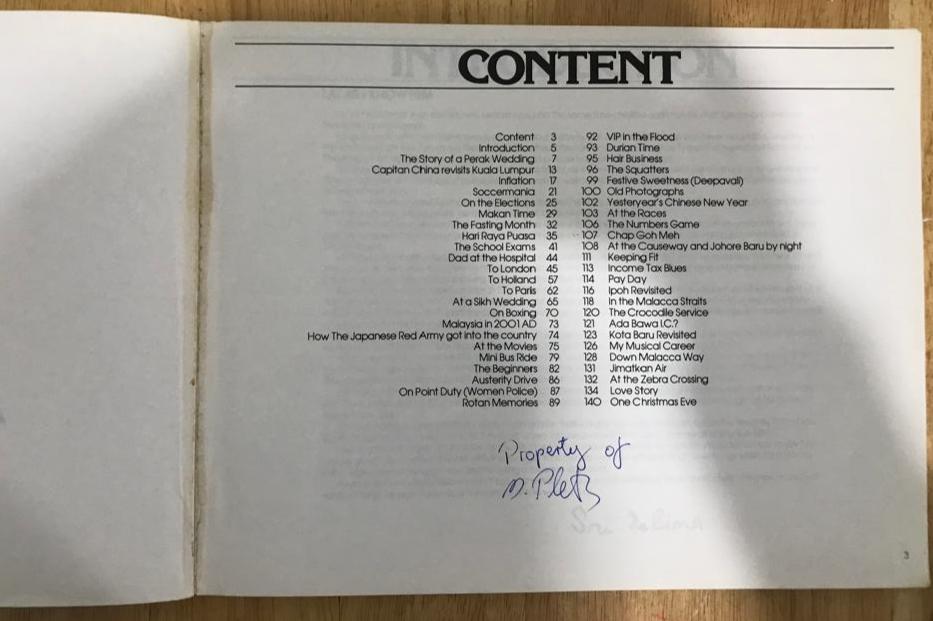 CONTENT
Content 3
Introduction 5
The Story of a Perak Wedding 7
Capitan China revisits Kuala Lumpur 13
Inflation 17
Soccermania 21
On the Elections 25
Makan Time 29
The Fasting Month 32
Hari Raya Puasa 35
The School Exams 41
Dad at the Hospital 44
To London 45
To Holland 57
To Paris 62
At a Sikh Wedding 65
On Boxing 70
Malaysia in 2001 AD 73
How The Japanese Red Army got into the country 74
At the Movies 75
Mini Bus Ride 79
The Beginners 82
Austerity Drive 86
On Point Duty (Women Police) 87
Rotan Memories 89
92 VIP in the Flood
93 Durian Time
95 Hair Business
96 The Squatters
99 Festive Sweetness (Deepavali)
100 Old Photographs
102 Yesteryear's Chinese New Year
103 At the Races
106 The Numbers Game
107 Chap Goh Meh
108 At the Causeway and Johore Baru by night
111 Keeping Fit
113 Income Tax Blues
114 Pay Day
116 Ipoh Revisited
118 In the Malacca Straits
120 The Crocodile Service
121 Ada Bawa I.C.?
123 Kota Baru Revisited
126 My Musical Career
128 Down Malacca Way
131 Jimatkan Air
132 At the Zebra Crossing
134 Love Story
140 One Christmas Eve
Property of
3